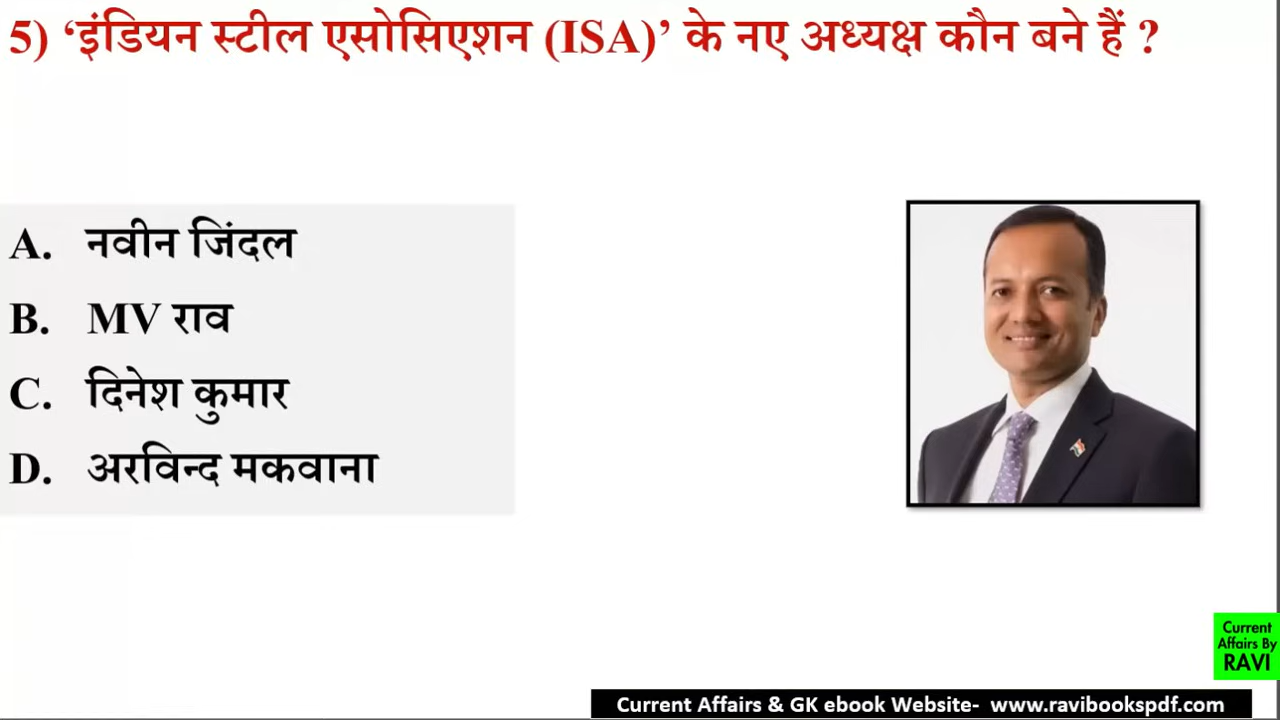 5) ‘इंडियन स्टील एसोसिएशन (ISA)’ के नए अध्यक्ष कौन बने हैं ?
A. नवीन जिंदल
B. MV राव
C. दिनेश कुमार
D. अरविन्द मकवाना
Current
Affairs By
RAVI
Current Affairs & GK ebook Website- www.ravibookspdf.com